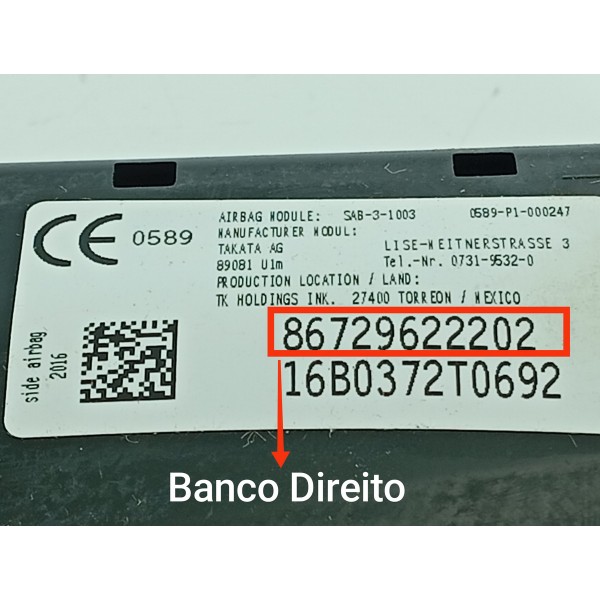 CE 0589
AIRBAG MODULE: SAB-3-1003 0589-P1-000247
MANUFACTURER MODUL:
TAKATA AG LISE-MEITNERSTRASSE 3
89081 Ulm Tel.-Nr. 0731-9532-0
PRODUCTION LOCATION / LAND:
TK HOLDINGS INK. 27400 TORREON / MEXICO
side airbag
2016
86729622202
16B0372T0692
Banco Direito